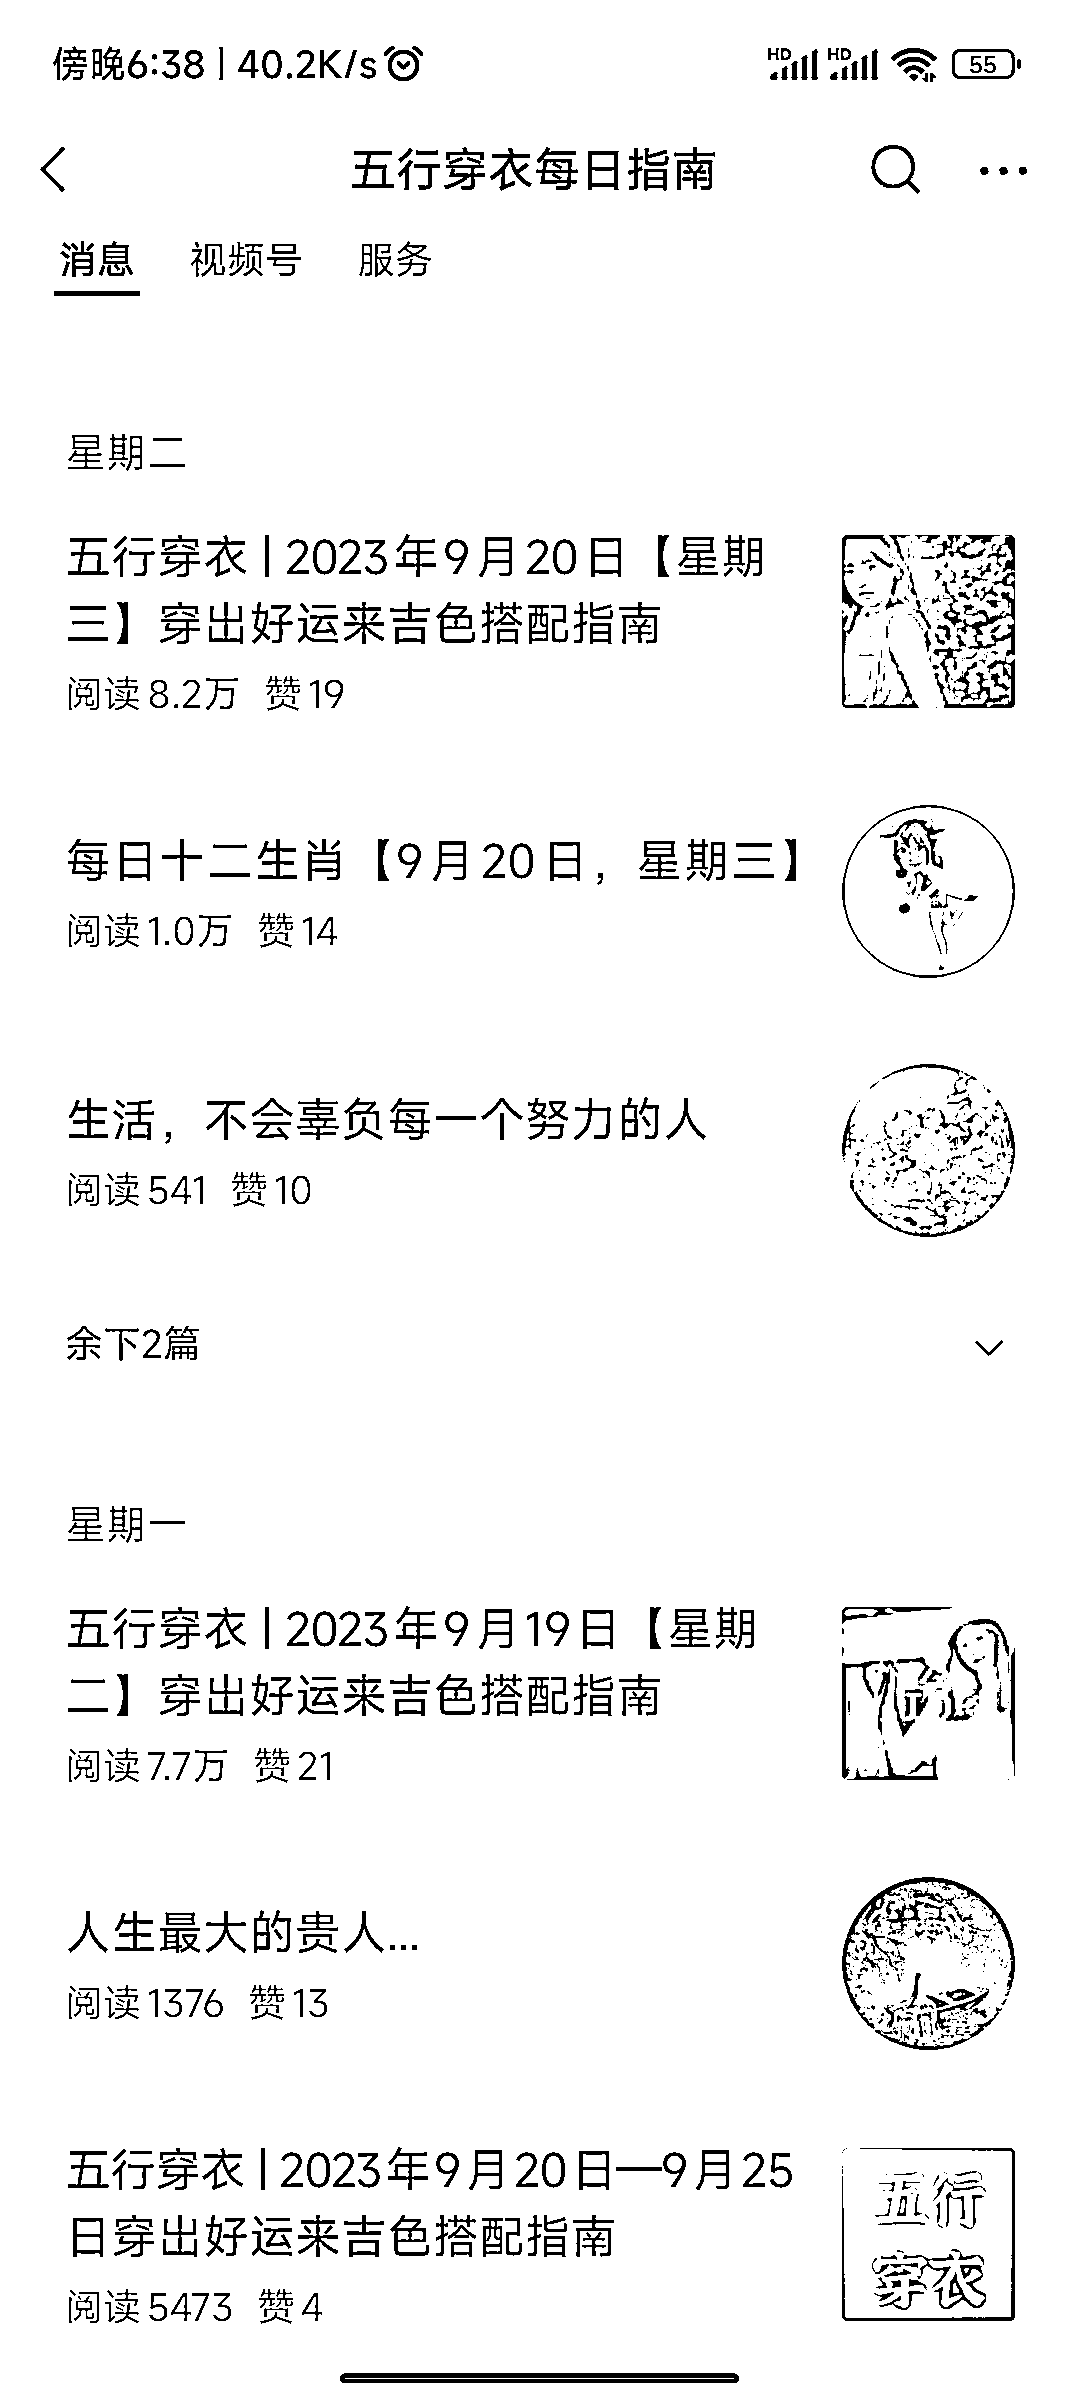 傍晚6:38 | 40.2K/s
HD HD 55
五行穿衣每日指南
消息 视频号 服务
星期二
五行穿衣 | 2023年9月20日【星期
三】穿出好运来吉色搭配指南
阅读 8.2万 赞 19
每日十二生肖【9月20日，星期三】
阅读 1.0万 赞 14
生活，不会辜负每一个努力的人
阅读 541 赞 10
余下2篇
星期一
五行穿衣 | 2023年9月19日【星期
二】穿出好运来吉色搭配指南
阅读 7.7万 赞 21
人生最大的贵人...
阅读 1376 赞 13
五行穿衣 | 2023年9月20日—9月25
日穿出好运来吉色搭配指南
阅读 5473 赞 4
五行
穿衣